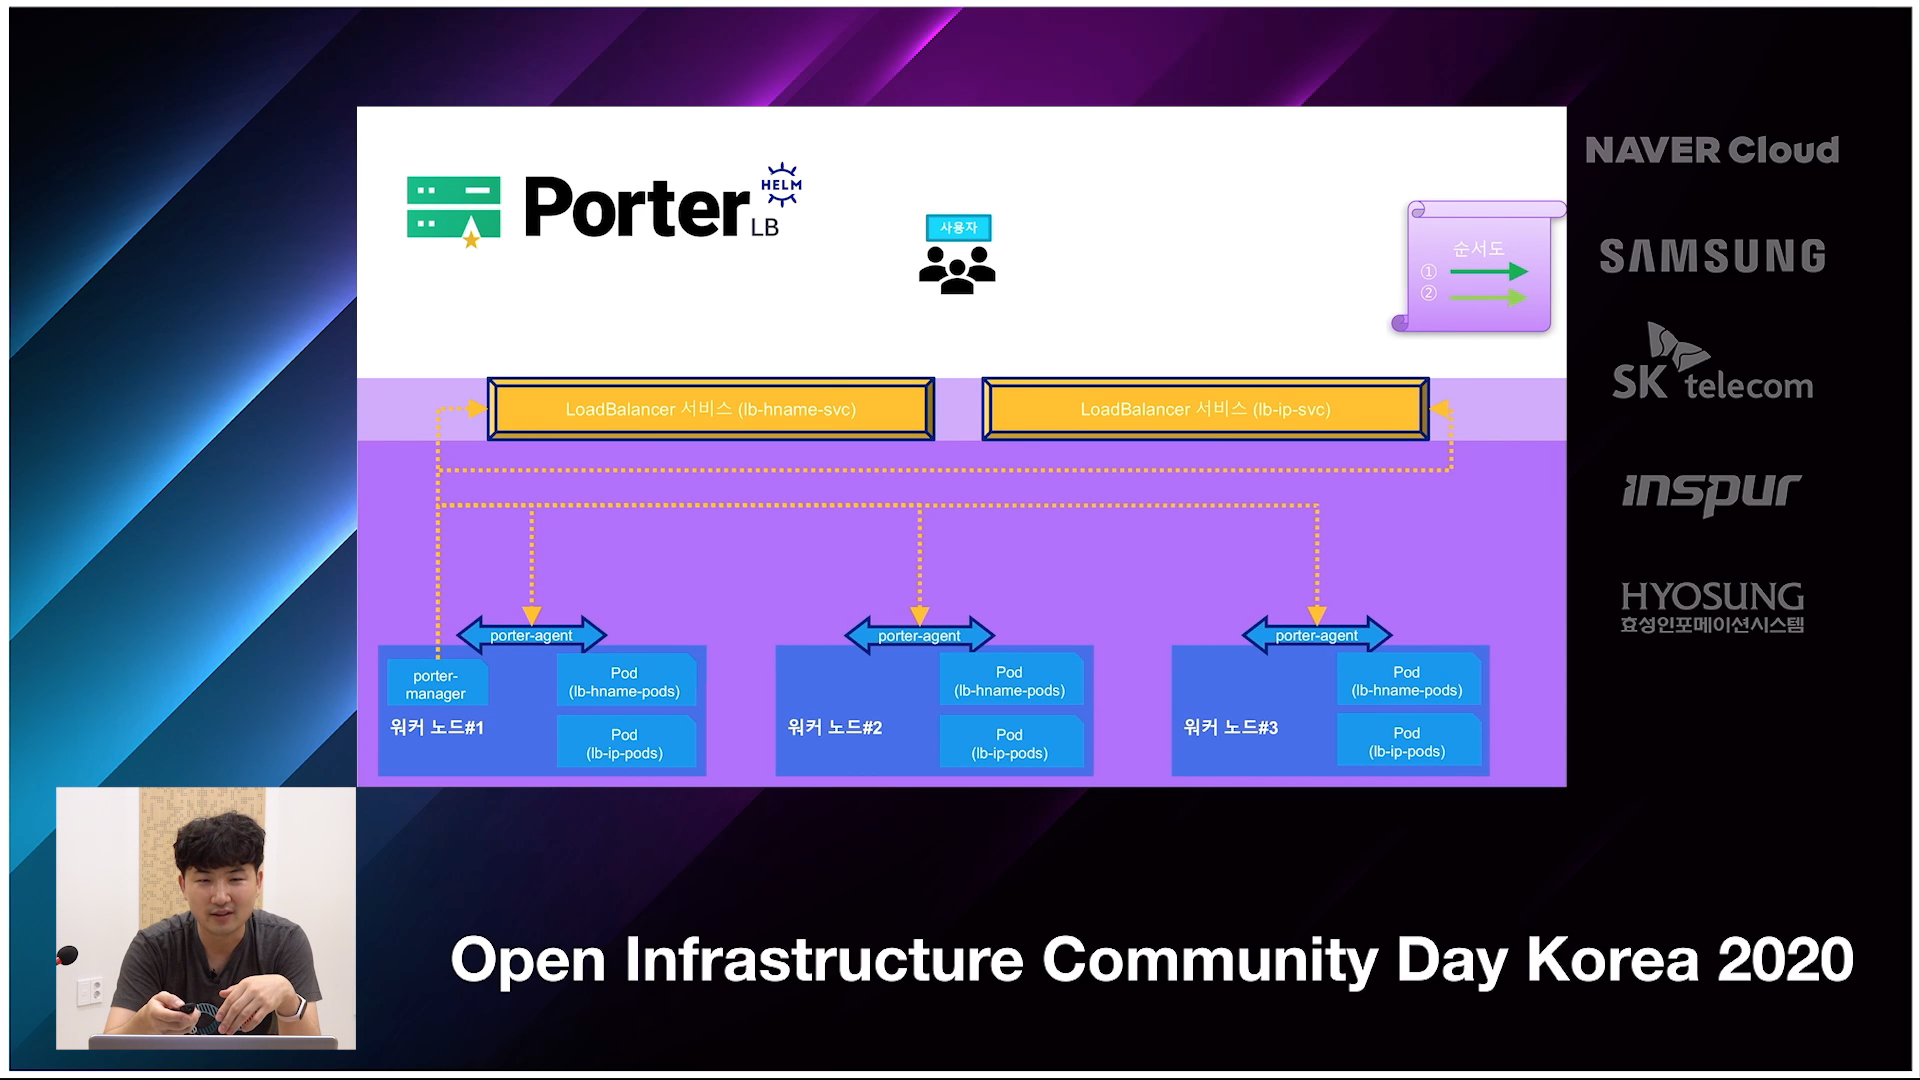 Porter
HELM
LB
사용자
순서도
①
②
LoadBalancer 서비스 (lb-hname-svc)
LoadBalancer 서비스 (lb-ip-svc)
porter-agent
porter-agent
porter-agent
porter-
manager
Pod
(lb-hname-pods)
워커 노드#1
Pod
(lb-ip-pods)
Pod
(lb-hname-pods)
워커 노드#2
Pod
(lb-ip-pods)
Pod
(lb-hname-pods)
워커 노드#3
Pod
(lb-ip-pods)
NAVER Cloud
SAMSUNG
SK telecom
inspur
HYOSUNG
효성인포메이션시스템
Open Infrastructure Community Day Korea 2020